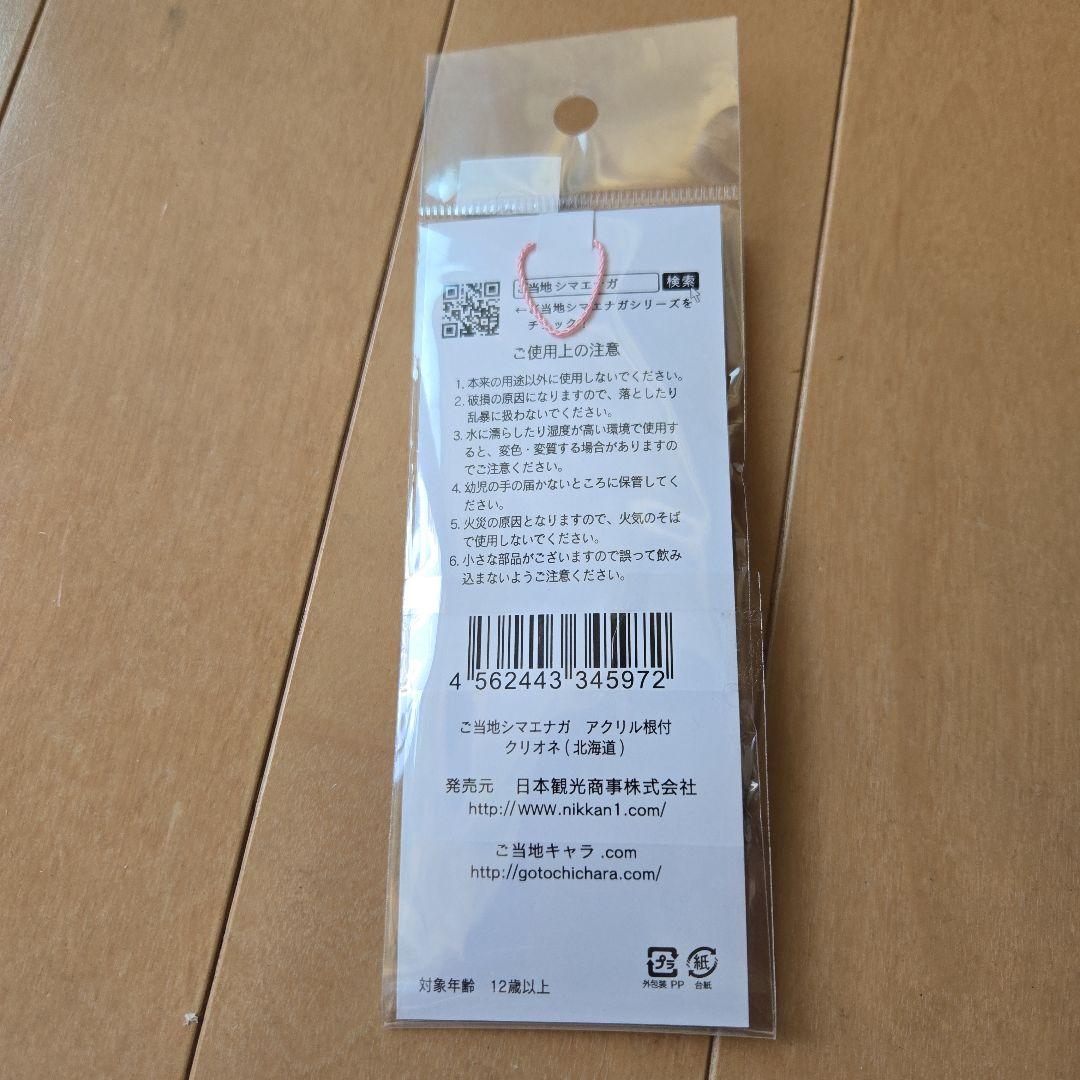 ご当地シマエナガ 検索
←ご当地シマエナガシリーズを
チェック!
ご使用上の注意
1. 本来の用途以外に使用しないでください。
2. 破損の原因になりますので、落としたり
乱暴に扱わないでください。
3. 水に濡らしたり湿度が高い環境で使用す
ると、変色・変質する場合がありますの
でご注意ください。
4. 幼児の手の届かないところに保管してく
ださい。
5. 火災の原因となりますので、火気のそば
で使用しないでください。
6. 小さな部品がございますので誤って飲み
込まないようご注意ください。
4 562443 345972
ご当地シマエナガ アクリル根付
クリオネ(北海道)
発売元 日本観光商事株式会社
http://www.nikkan1.com/
ご当地キャラ.com
http://gotochichara.com/
プラ 紙
外包装 PP 台紙
対象年齢 12歳以上